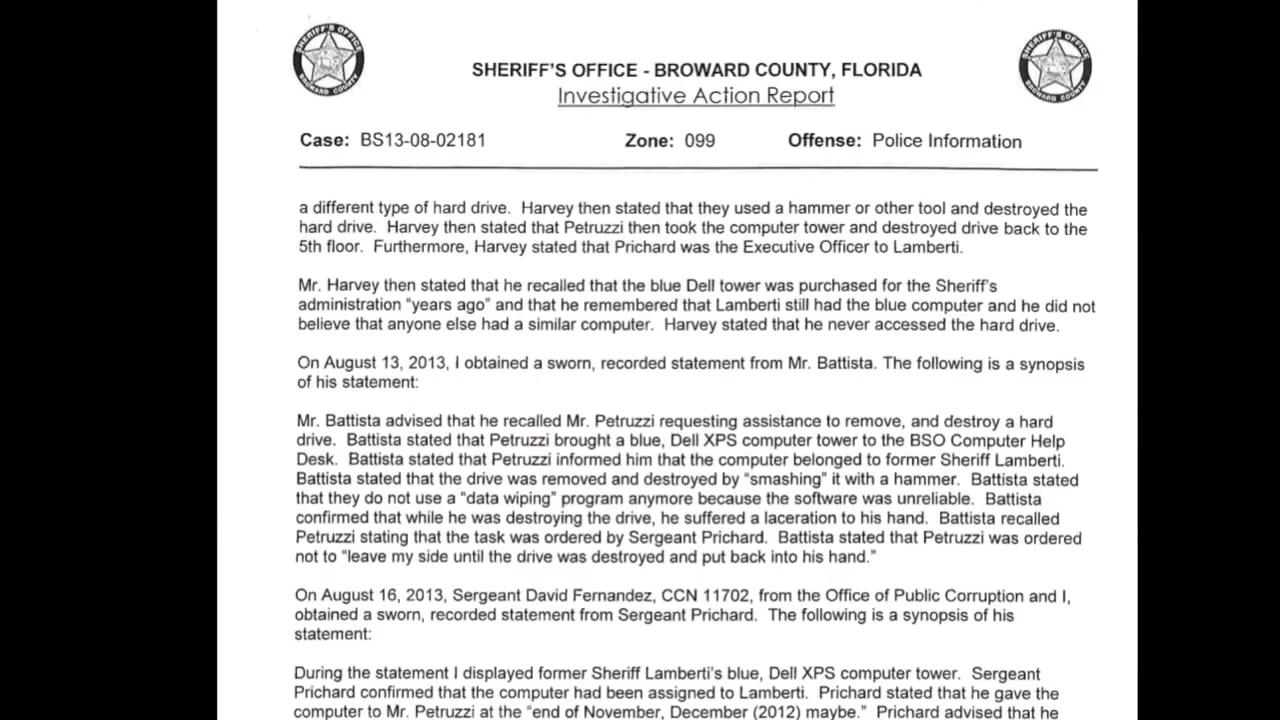 SHERIFF'S OFFICE - BROWARD COUNTY, FLORIDA
Investigative Action Report
Case: BS13-08-02181 Zone: 099 Offense: Police Information
a different type of hard drive. Harvey then stated that they used a hammer or other tool and destroyed the
hard drive. Harvey then stated that Petruzzi then took the computer tower and destroyed drive back to the
5th floor. Furthermore, Harvey stated that Prichard was the Executive Officer to Lamberti.
Mr. Harvey then stated that he recalled that the blue Dell tower was purchased for the Sheriff's
administration “years ago” and that he remembered that Lamberti still had the blue computer and he did not
believe that anyone else had a similar computer. Harvey stated that he never accessed the hard drive.
On August 13, 2013, I obtained a sworn, recorded statement from Mr. Battista. The following is a synopsis
of his statement:
Mr. Battista advised that he recalled Mr. Petruzzi requesting assistance to remove, and destroy a hard
drive. Battista stated that Petruzzi brought a blue, Dell XPS computer tower to the BSO Computer Help
Desk. Battista stated that Petruzzi informed him that the computer belonged to former Sheriff Lamberti.
Battista stated that the drive was removed and destroyed by “smashing” it with a hammer. Battista stated
that they do not use a “data wiping” program anymore because the software was unreliable. Battista
confirmed that while he was destroying the drive, he suffered a laceration to his hand. Battista recalled
Petruzzi stating that the task was ordered by Sergeant Prichard. Battista stated that Petruzzi was ordered
not to “leave my side until the drive was destroyed and put back into his hand.”
On August 16, 2013, Sergeant David Fernandez, CCN 11702, from the Office of Public Corruption and I,
obtained a sworn, recorded statement from Sergeant Prichard. The following is a synopsis of his
statement:
During the statement I displayed former Sheriff Lamberti's blue, Dell XPS computer tower. Sergeant
Prichard confirmed that the computer had been assigned to Lamberti. Prichard stated that he gave the
computer to Mr. Petruzzi at the “end of November, December (2012) maybe.” Prichard advised that he
SHERIFF'S OFFICE
BROWARD COUNTY
SHERIFF'S OFFICE
BROWARD COUNTY